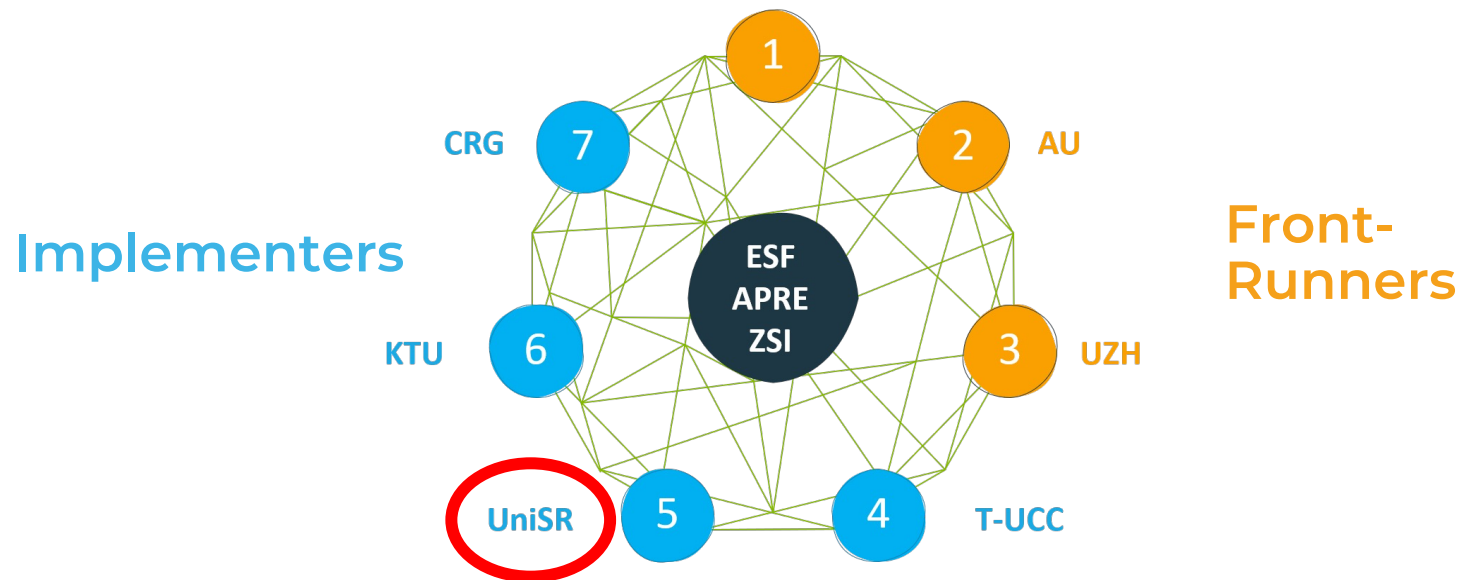 1
CRG
7
2
AU
Implementers
Front-
Runners
ESF
APRE
ZSI
KTU
6
3
UZH
UniSR
5
4
T-UCC